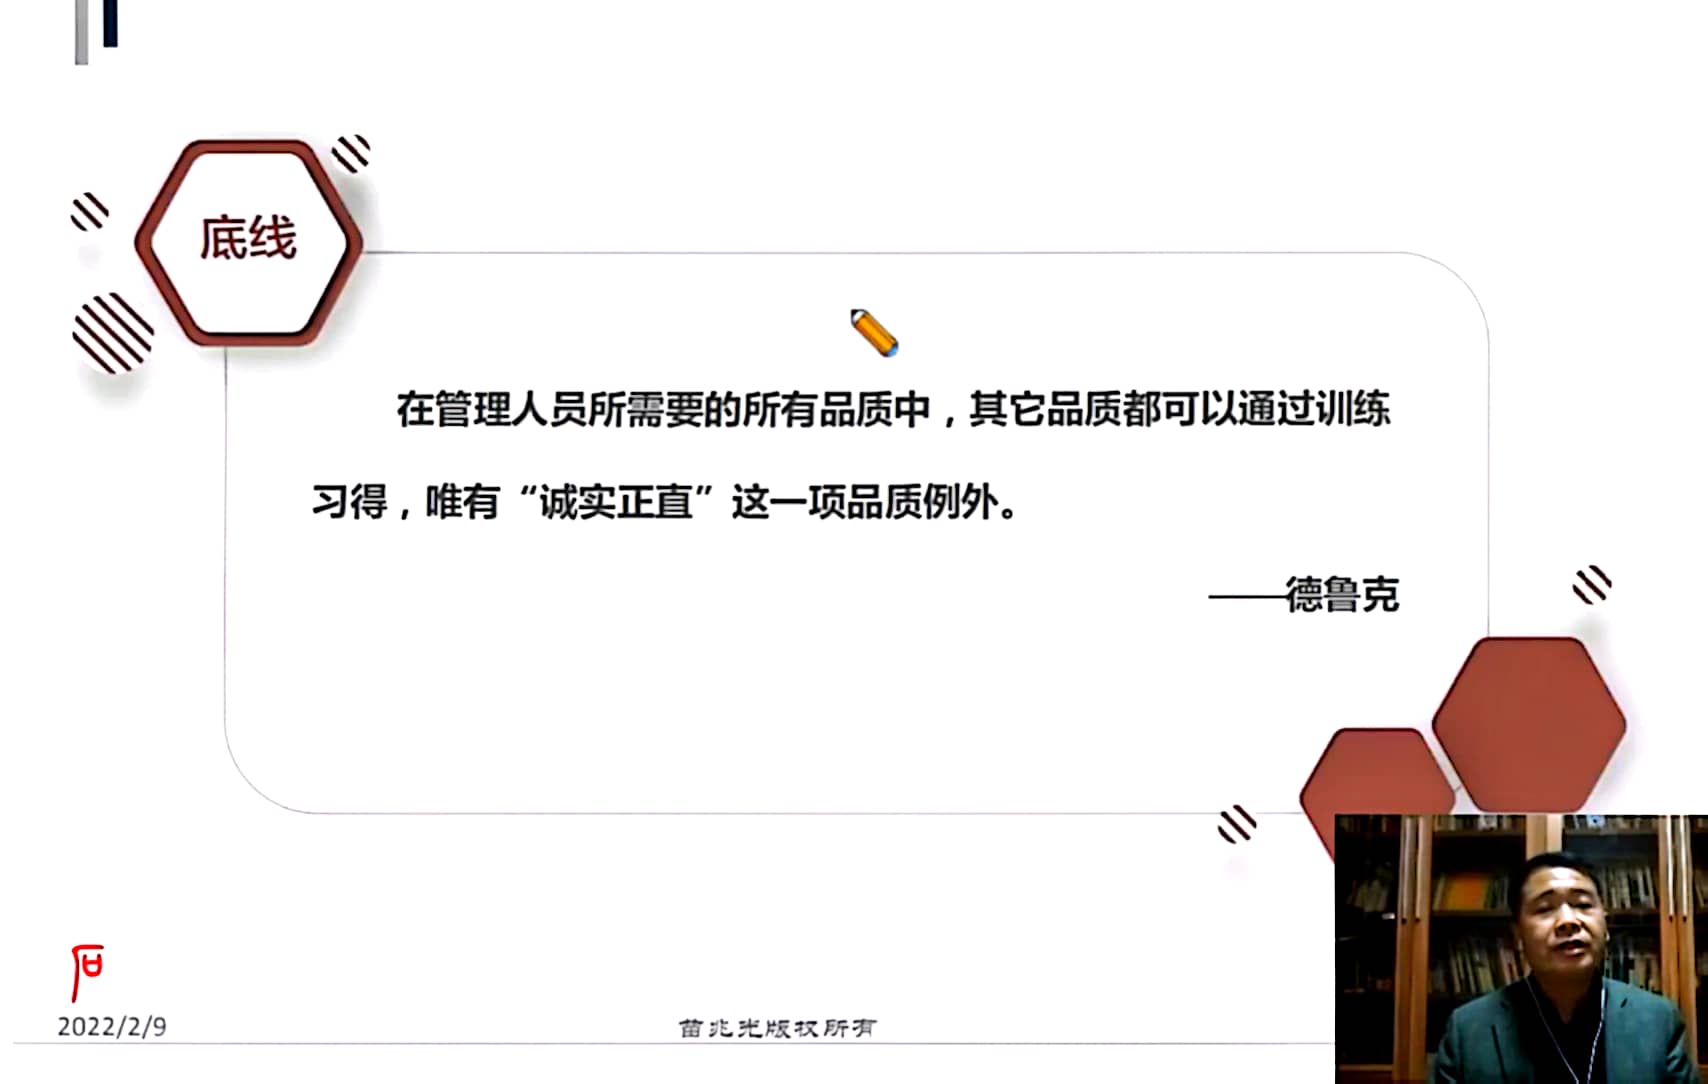 底线
在管理人员所需要的所有品质中，其它品质都可以通过训练
习得，唯有“诚实正直”这一项品质例外。
——德鲁克
2022/2/9
苗兆光版权所有